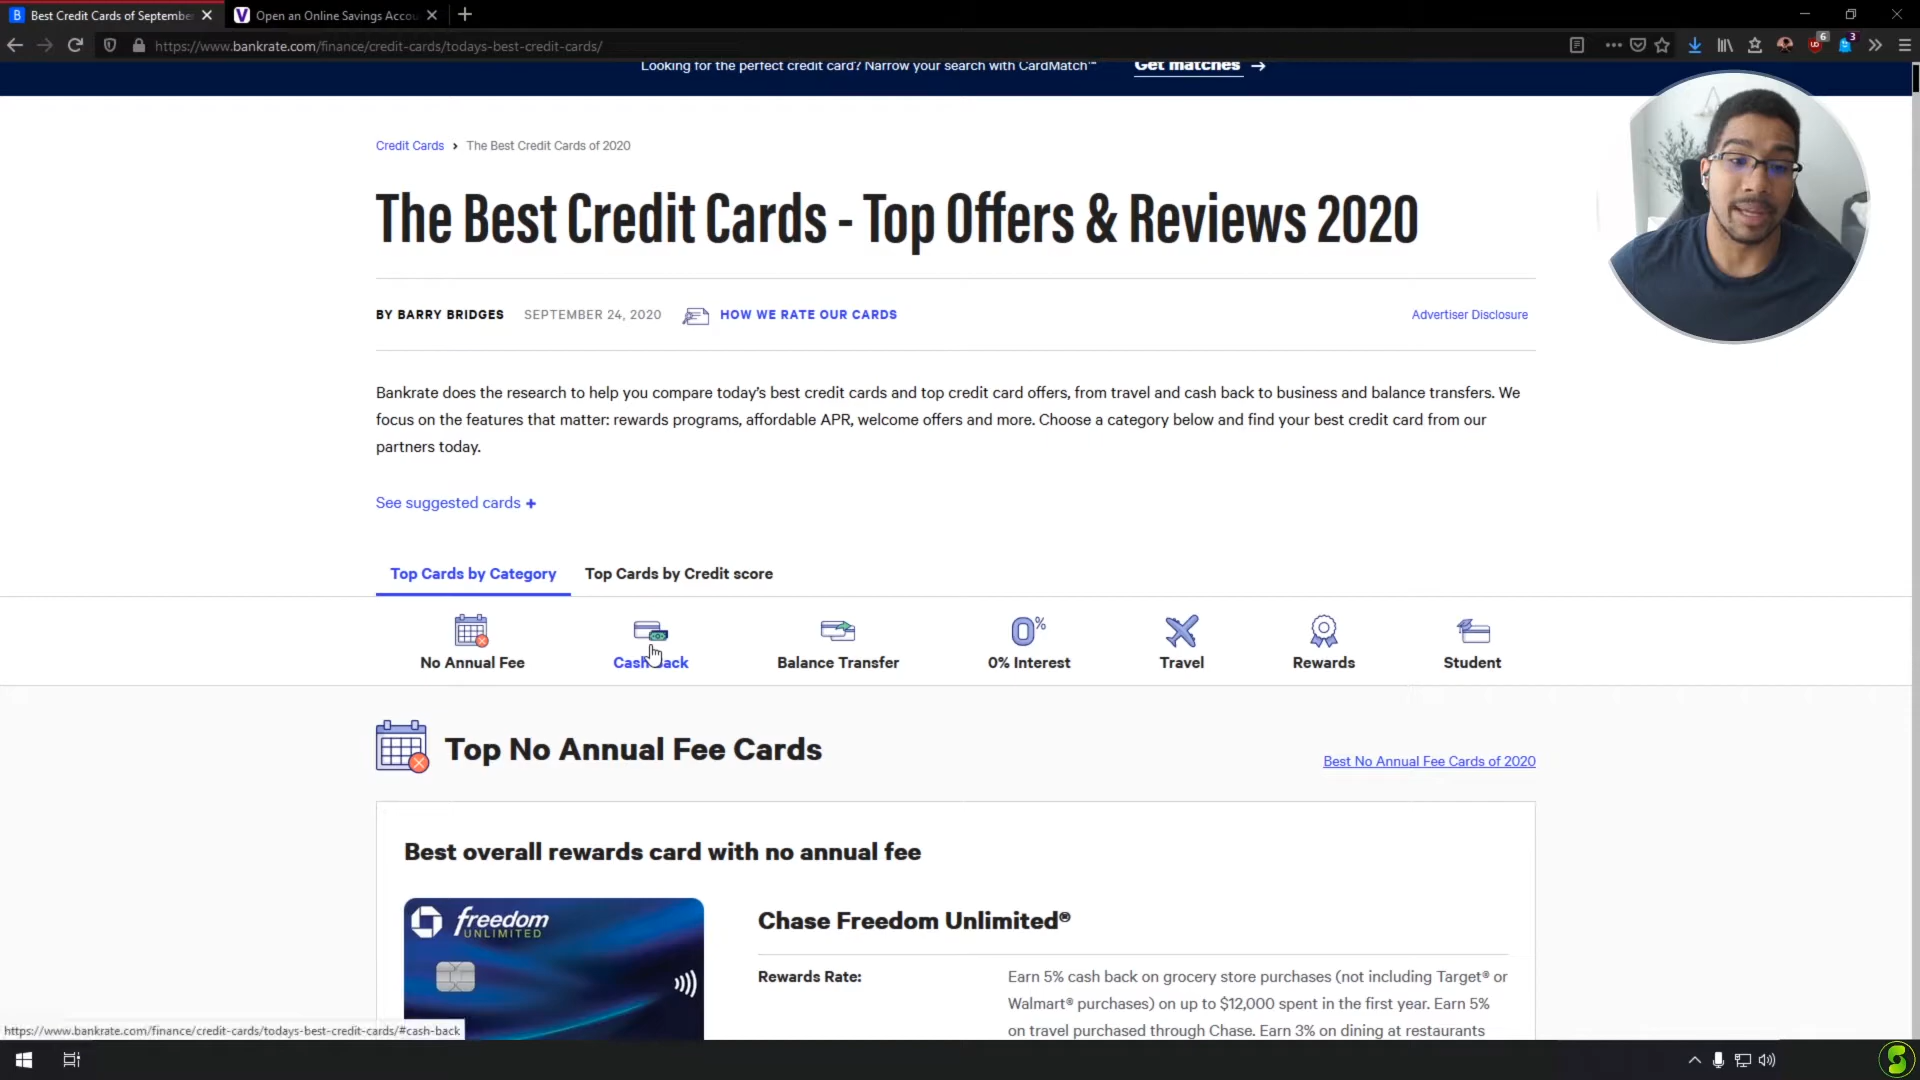 Best Credit Cards of September
Open an Online Savings Accou
https://www.bankrate.com/finance/credit-cards/todays-best-credit-cards/
6
3
Looking for the perfect credit card? Narrow your search with CardMatch™ Get matches →
Credit Cards › The Best Credit Cards of 2020
The Best Credit Cards - Top Offers & Reviews 2020
BY BARRY BRIDGES SEPTEMBER 24, 2020 HOW WE RATE OUR CARDS Advertiser Disclosure
Bankrate does the research to help you compare today's best credit cards and top credit card offers, from travel and cash back to business and balance transfers. We
focus on the features that matter: rewards programs, affordable APR, welcome offers and more. Choose a category below and find your best credit card from our
partners today.
See suggested cards +
Top Cards by Category Top Cards by Credit score
No Annual Fee Cash Back Balance Transfer 0% Interest Travel Rewards Student
Top No Annual Fee Cards
Best No Annual Fee Cards of 2020
Best overall rewards card with no annual fee
freedom
UNLIMITED
Chase Freedom Unlimited®
Rewards Rate: Earn 5% cash back on grocery store purchases (not including Target® or
Walmart® purchases) on up to $12,000 spent in the first year. Earn 5%
on travel purchased through Chase. Earn 3% on dining at restaurants
https://www.bankrate.com/finance/credit-cards/todays-best-credit-cards/#cash-back